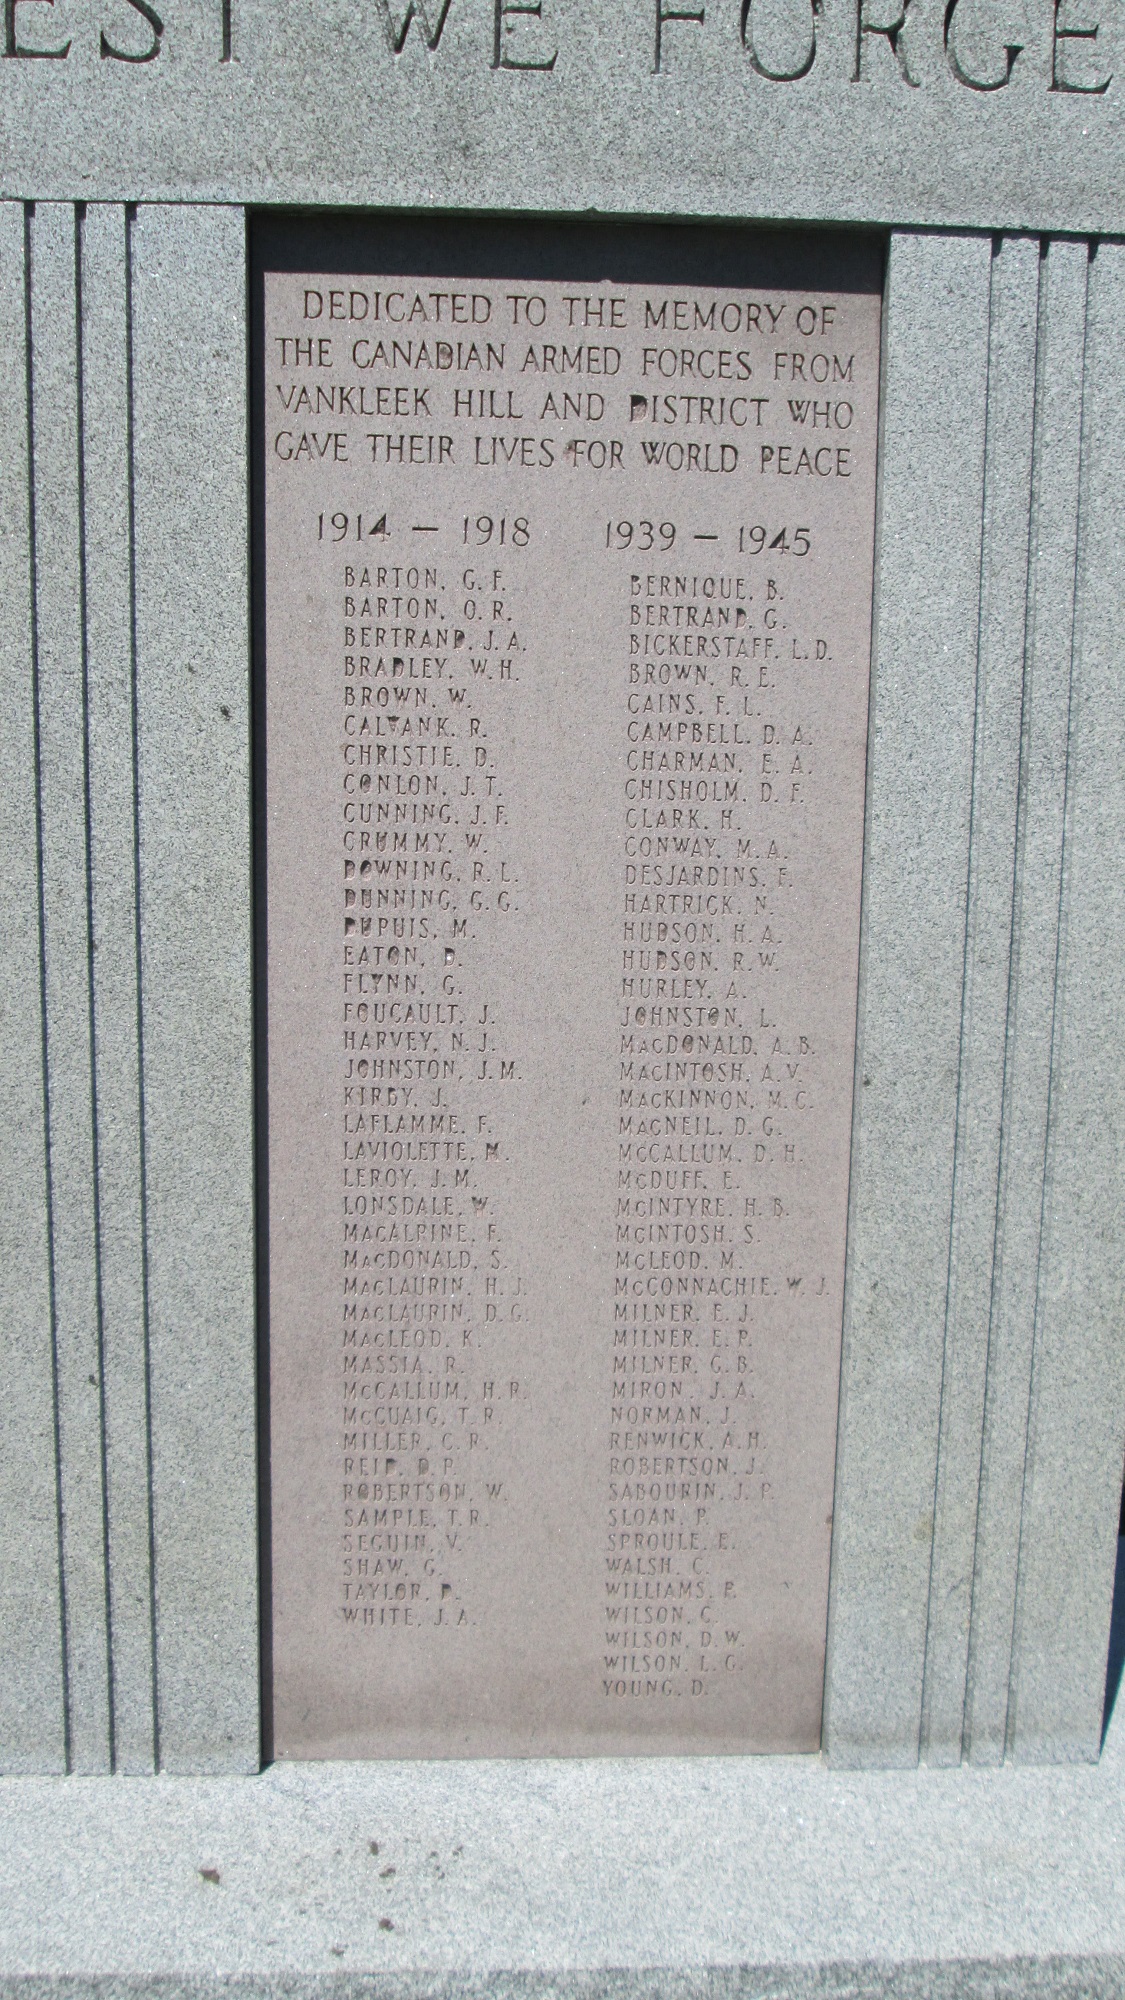 EST WE FORGE
DEDICATED TO THE MEMORY OF
THE CANADIAN ARMED FORCES FROM
VANKLEEK HILL AND DISTRICT WHO
GAVE THEIR LIVES FOR WORLD PEACE
1914 – 1918
BARTON, G. F.
BARTON, O. R.
BERTRAND, J. A.
BRADLEY, W. H.
BROWN, W.
CALVANK, R.
CHRISTIE, D.
CONLON, J. T.
CUNNING, J. F.
CRUMMY, W.
DOWNING, R. L.
DUNNING, G. G.
DUPUIS, M.
EATON, D.
FLYNN, G.
FOUCAULT, J.
HARVEY, N. J.
JOHNSTON, J. M.
KIRBY, J.
LAFLAMME, F.
LAVIOLETTE, M.
LEROY, J. M.
LONSDALE, W.
MACALPINE, F.
MACDONALD, S.
MACLAURIN, H. J.
MACLAURIN, D. G.
MACLEOD, K.
MASSIA, R.
MCCALLUM, H. R.
MCCUAIG, T. R.
MILLER, C. R.
REID, D. P.
ROBERTSON, W.
SAMPLE, T. R.
SEGUIN, V.
SHAW, G.
TAYLOR, P.
WHITE, J. A.
1939 – 1945
BERNIQUE, B.
BERTRAND, G.
BICKERSTAFF, L. D.
BROWN, R. E.
CAINS, F. L.
CAMPBELL, D. A.
CHARMAN, E. A.
CHISHOLM, D. F.
CLARK, H.
CONWAY, M. A.
DESJARDINS, F.
HARTRICK, N.
HUDSON, H. A.
HUDSON, R. W.
HURLEY, A.
JOHNSTON, L.
MACDONALD, A. B.
MACINTOSH, A. V.
MACKINNON, M. C.
MACNEIL, D. G.
MCCALLUM, D. H.
MCDUFF, E.
MCINTYRE, H. B.
MCINTOSH, S.
MCLEOD, M.
MCCONNACHIE, W. J.
MILNER, E. J.
MILNER, E. P.
MILNER, G. B.
MIRON, J. A.
NORMAN, J.
RENWICK, A. H.
ROBERTSON, J.
SABOURIN, J. P.
SLOAN, P.
SPROULE, E.
WALSH, C.
WILLIAMS, P.
WILSON, C.
WILSON, D. W.
WILSON, L. G.
YOUNG, D.